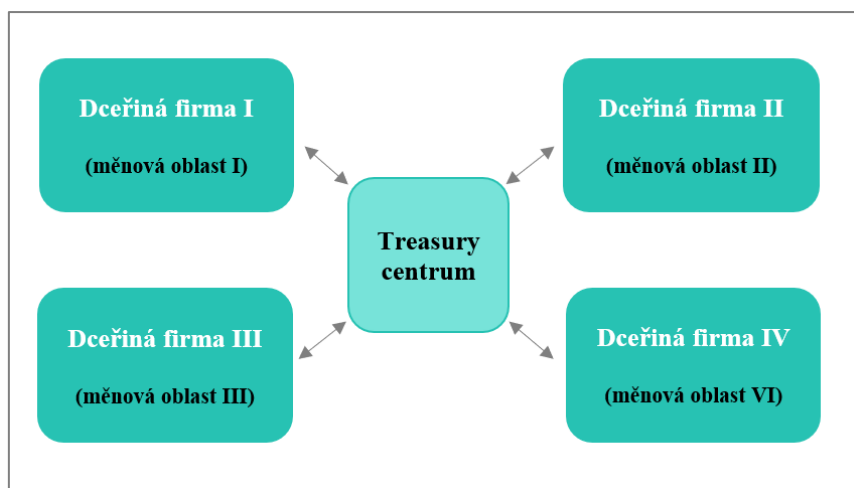 Dceřiná firma I
(měnová oblast I)
Dceřiná firma II
(měnová oblast II)
Treasury
centrum
Dceřiná firma III
(měnová oblast III)
Dceřiná firma IV
(měnová oblast VI)